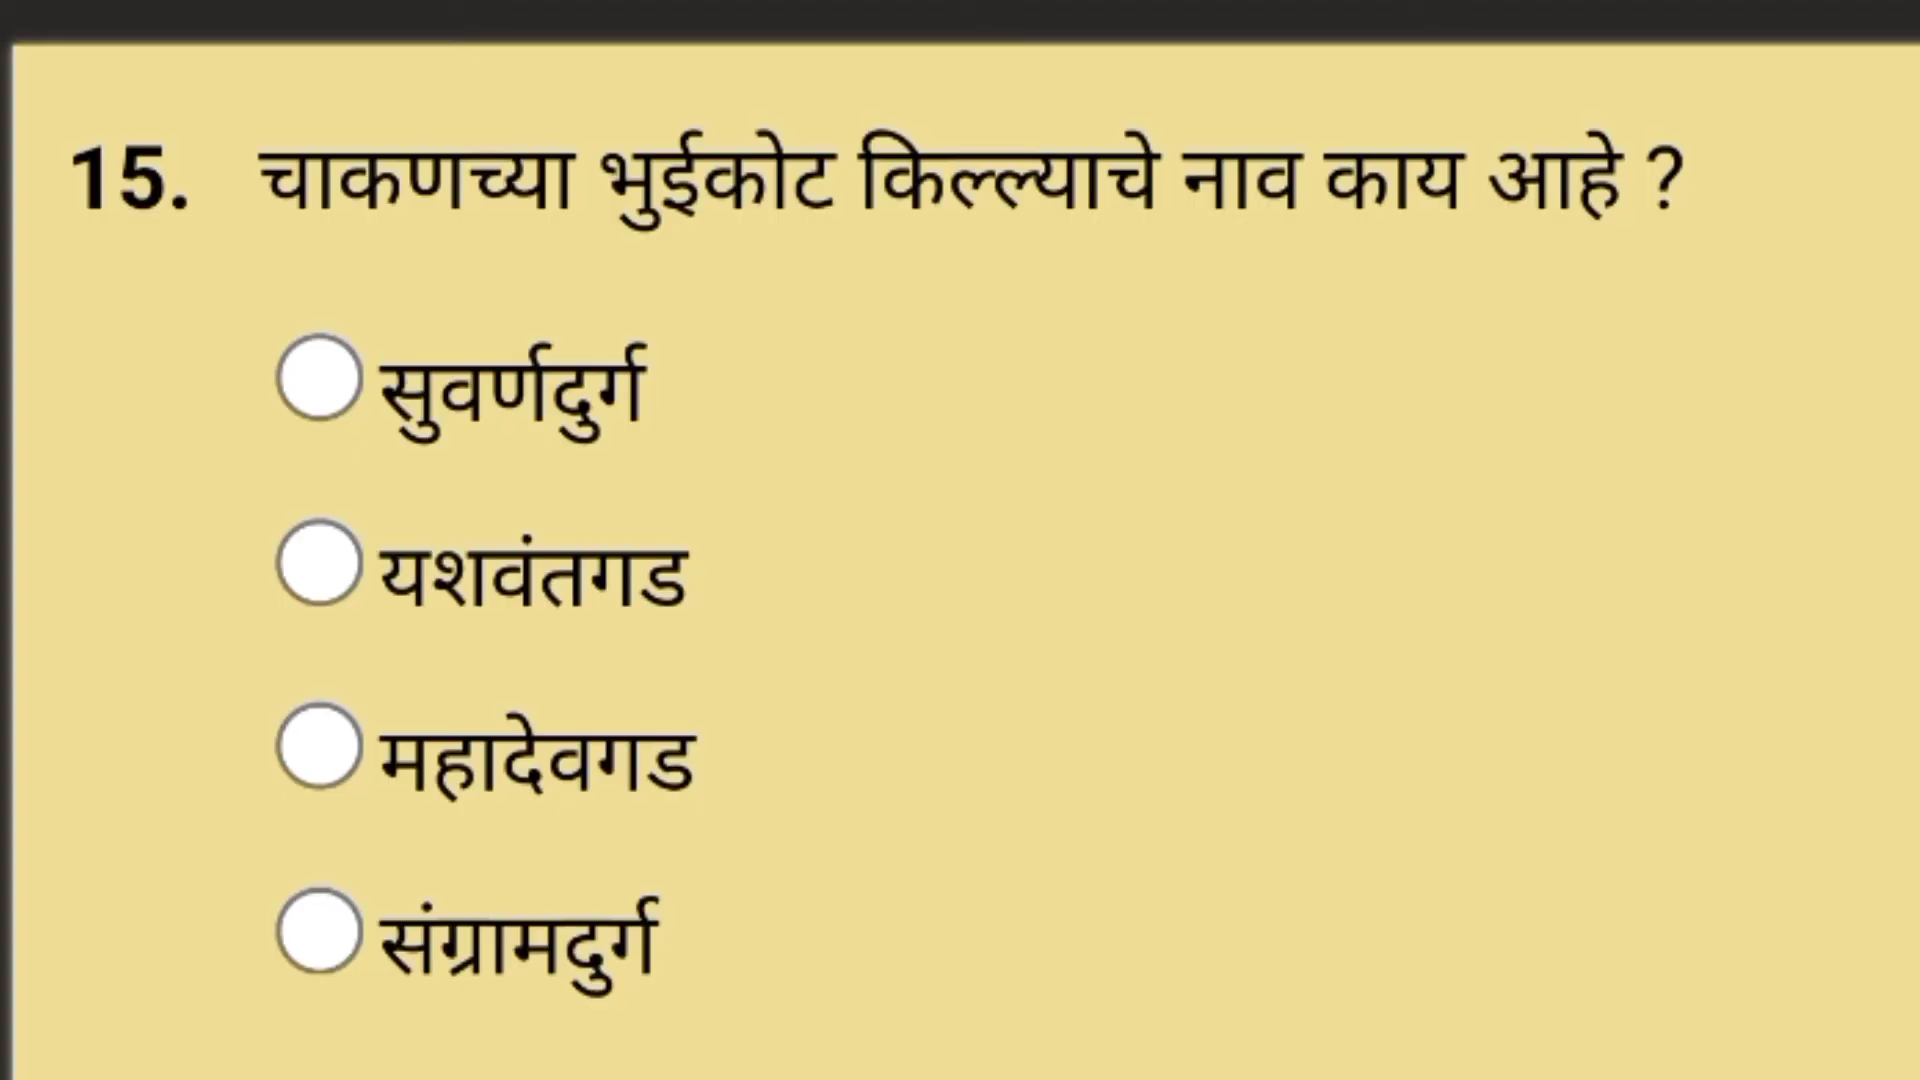 15. चाकणच्या भुईकोट किल्ल्याचे नाव काय आहे ?
सुवर्णदुर्ग
यशवंतगड
महादेवगड
संग्रामदुर्ग